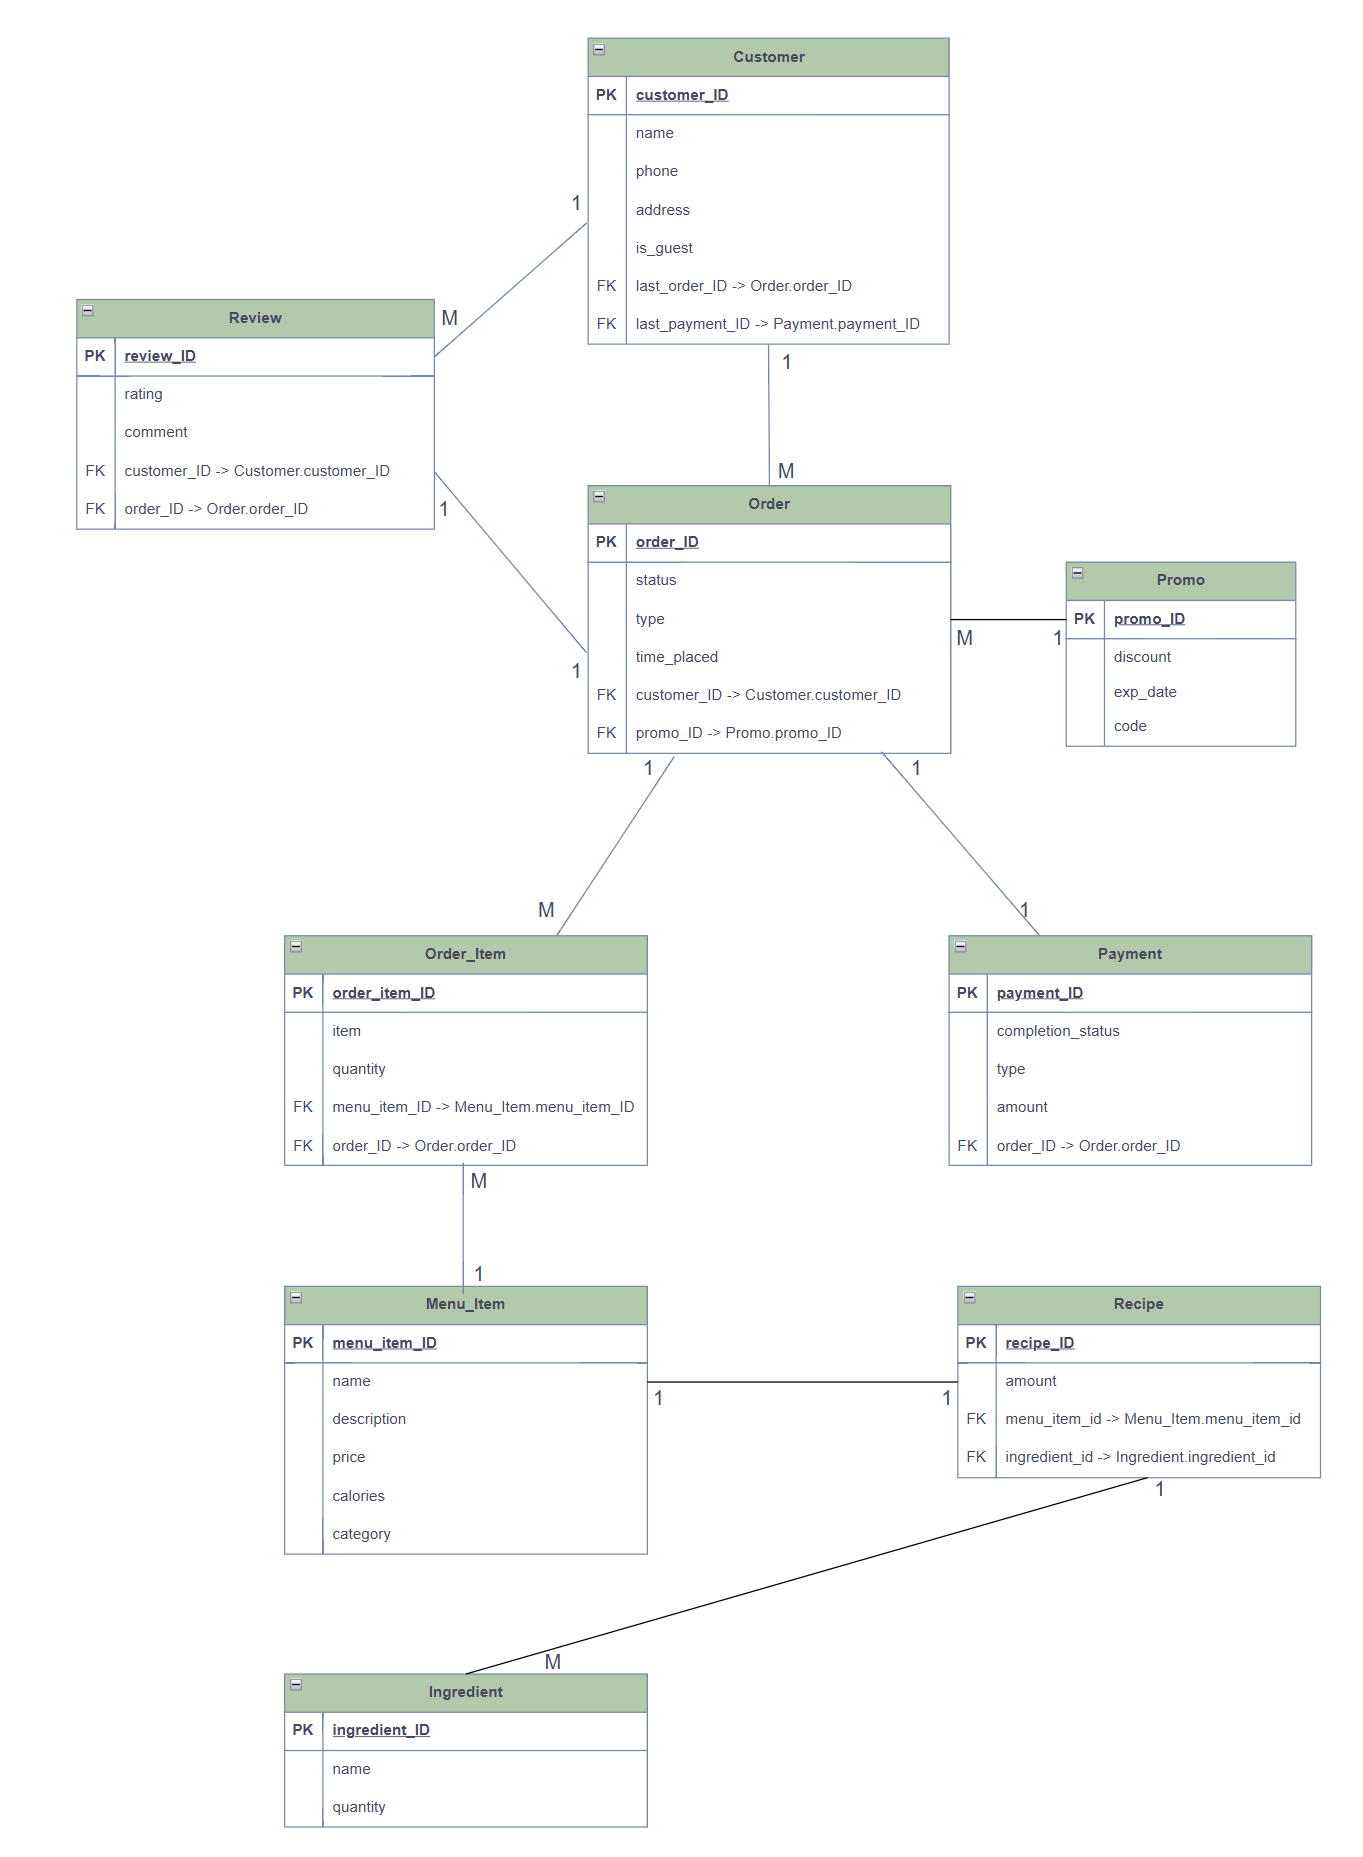 Customer
PK customer_ID
name
phone
address
is_guest
FK last_order_ID -> Order.order_ID
FK last_payment_ID -> Payment.payment_ID
1
M
1
M
Review
PK review_ID
rating
comment
FK customer_ID -> Customer.customer_ID
FK order_ID -> Order.order_ID
1
1
Order
PK order_ID
status
type
time_placed
FK customer_ID -> Customer.customer_ID
FK promo_ID -> Promo.promo_ID
M
1
Promo
PK promo_ID
discount
exp_date
code
1
1
M
1
Order_Item
PK order_item_ID
item
quantity
FK menu_item_ID -> Menu_Item.menu_item_ID
FK order_ID -> Order.order_ID
Payment
PK payment_ID
completion_status
type
amount
FK order_ID -> Order.order_ID
M
1
Menu_Item
PK menu_item_ID
name
description
price
calories
category
1
1
Recipe
PK recipe_ID
amount
FK menu_item_id -> Menu_Item.menu_item_id
FK ingredient_id -> Ingredient.ingredient_id
1
M
Ingredient
PK ingredient_ID
name
quantity